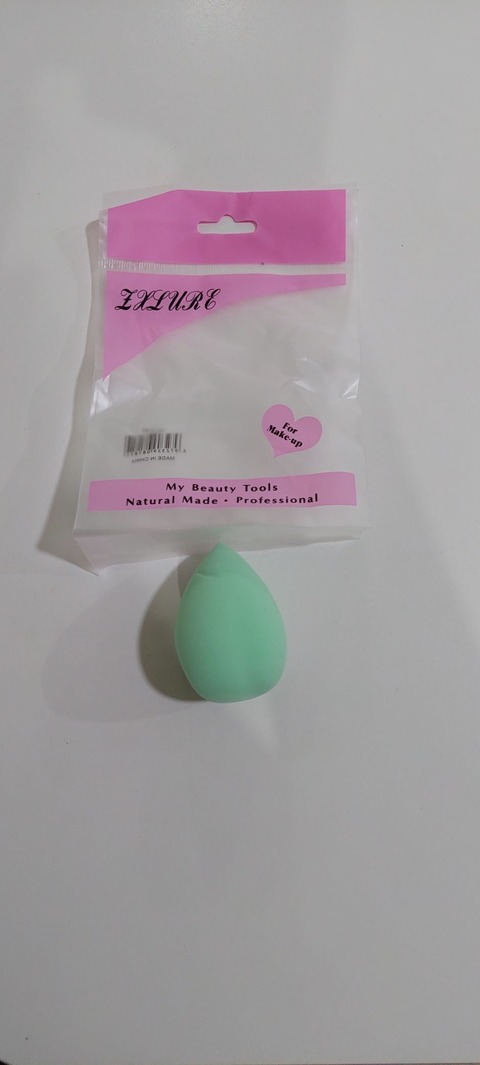 ZXLURE
For
Make-up
MADE IN CHINA
My Beauty Tools
Natural Made • Professional